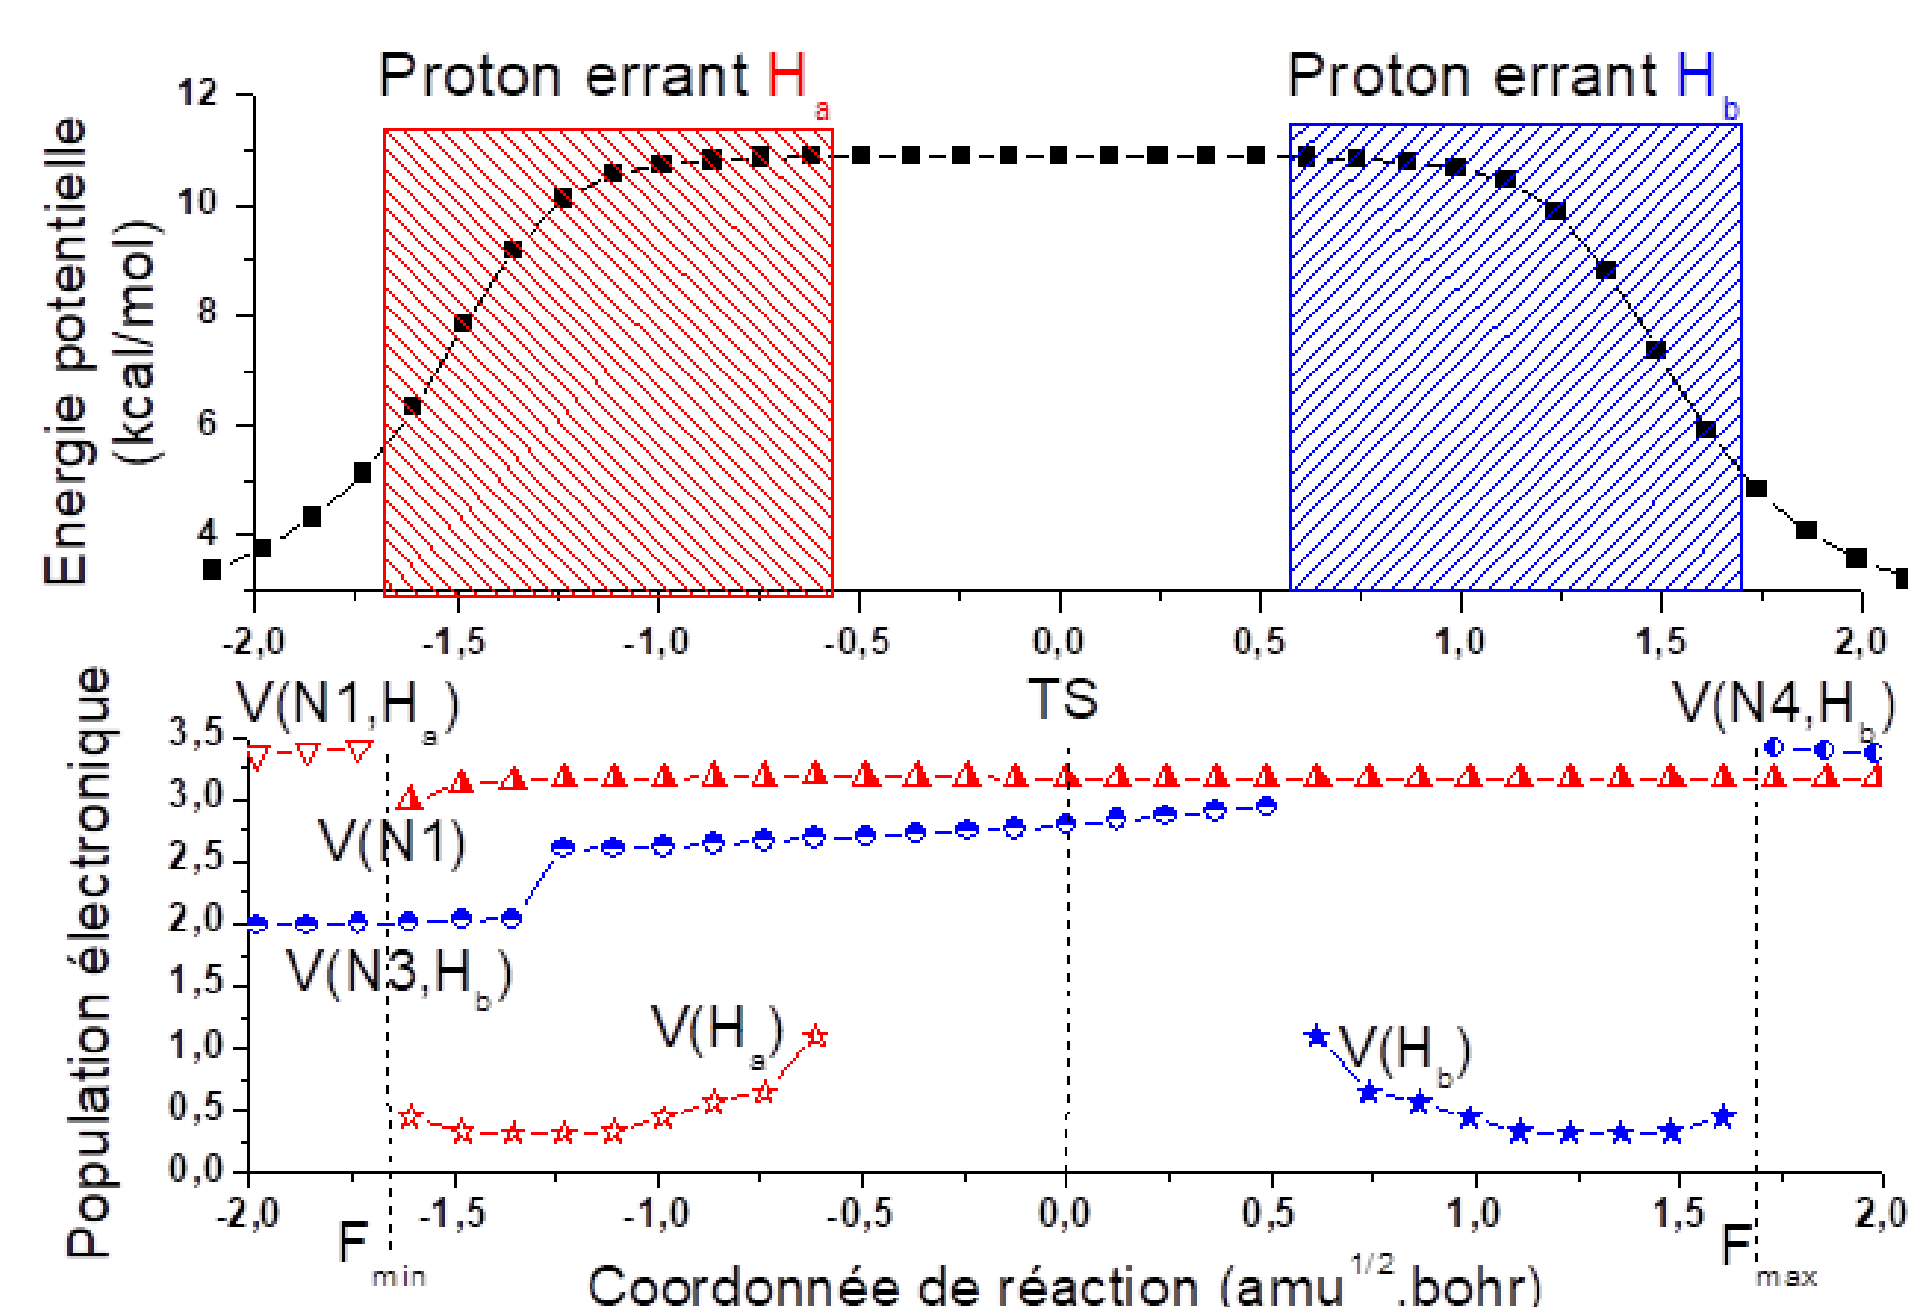 Proton errant Ha
Proton errant Hb
Energie potentielle
(kcal/mol)
12
10
8
6
4
-2,0 -1,5 -1,0 -0,5 0,0 0,5 1,0 1,5 2,0
TS
Population électronique
3,5
3,0
2,5
2,0
1,5
1,0
0,5
0,0
V(N1,Ha)
V(N4,Hb)
V(N1)
V(N3,Hb)
V(Ha)
V(Hb)
-2,0 -1,5 -1,0 -0,5 0,0 0,5 1,0 1,5 2,0
Fmin
Fmax
Coordonnée de réaction (amu1/2.bohr)